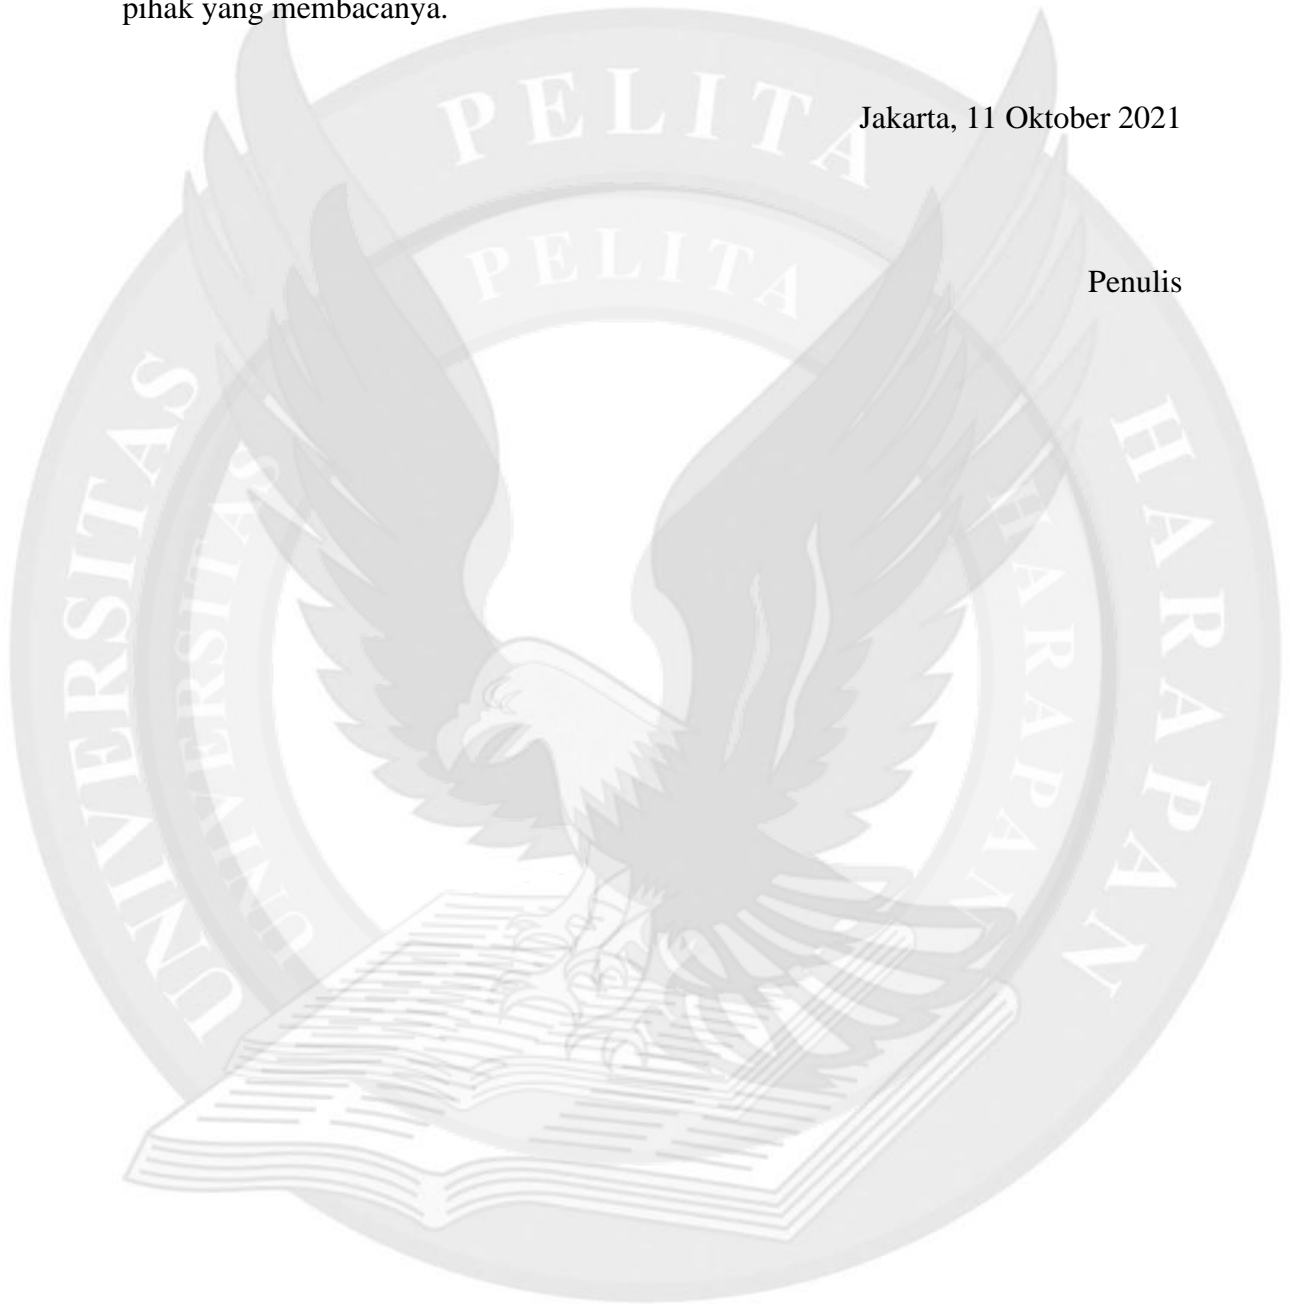 pihak yang membacanya.
PELITA
Jakarta, 11 Oktober 2021
PELITA
Penulis
UNIVERSITAS
HARAPAN
UNIVERSITAS
HARAPAN